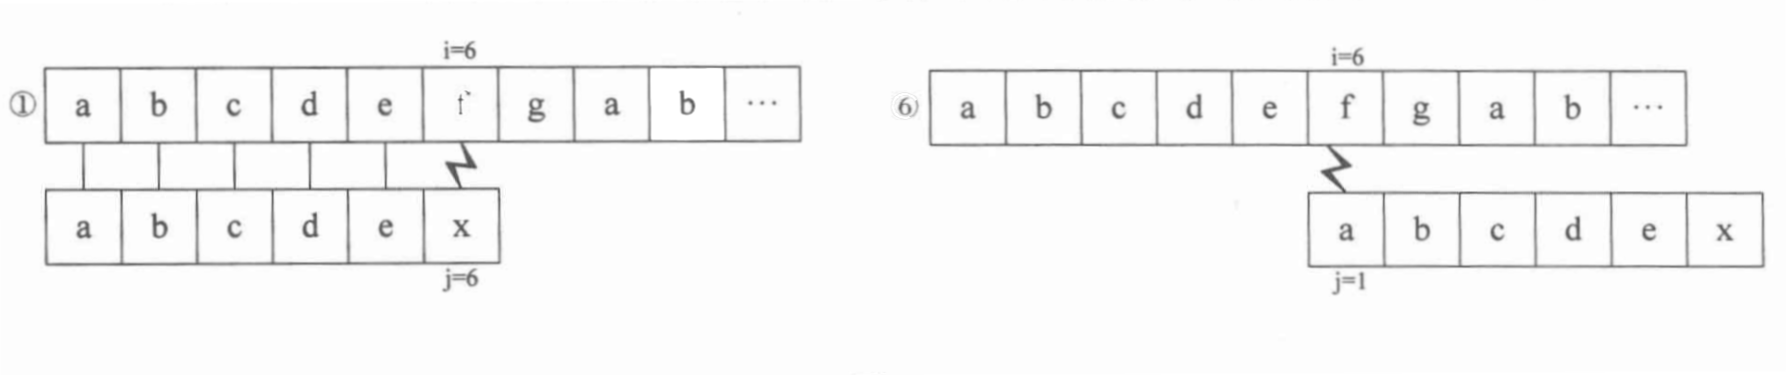 i=6
① a b c d e f g a b ···
a b c d e x
j=6
i=6
⑥ a b c d e f g a b ···
a b c d e x
j=1